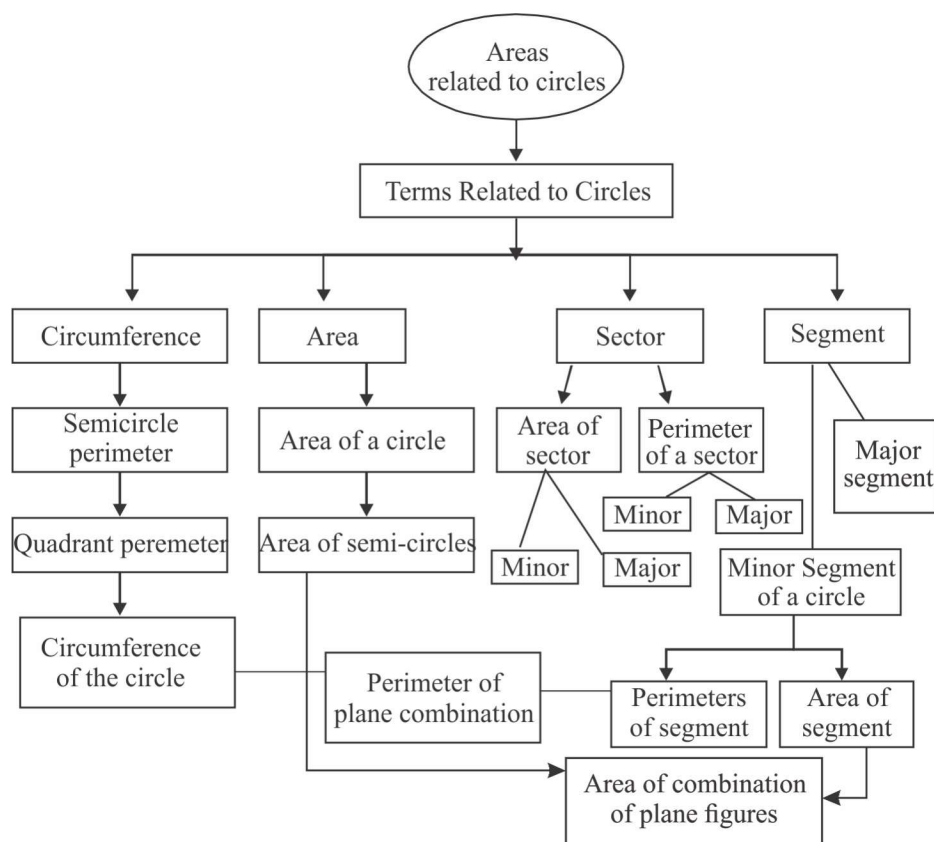 Areas
related to circles
Terms Related to Circles
Circumference
Area
Sector
Segment
Semicircle
perimeter
Area of a circle
Area of
sector
Perimeter
of a sector
Major
segment
Minor
Major
Quadrant peremeter
Area of semi-circles
Minor
Major
Minor Segment
of a circle
Circumference
of the circle
Perimeter of
plane combination
Perimeters
of segment
Area of
segment
Area of combination
of plane figures